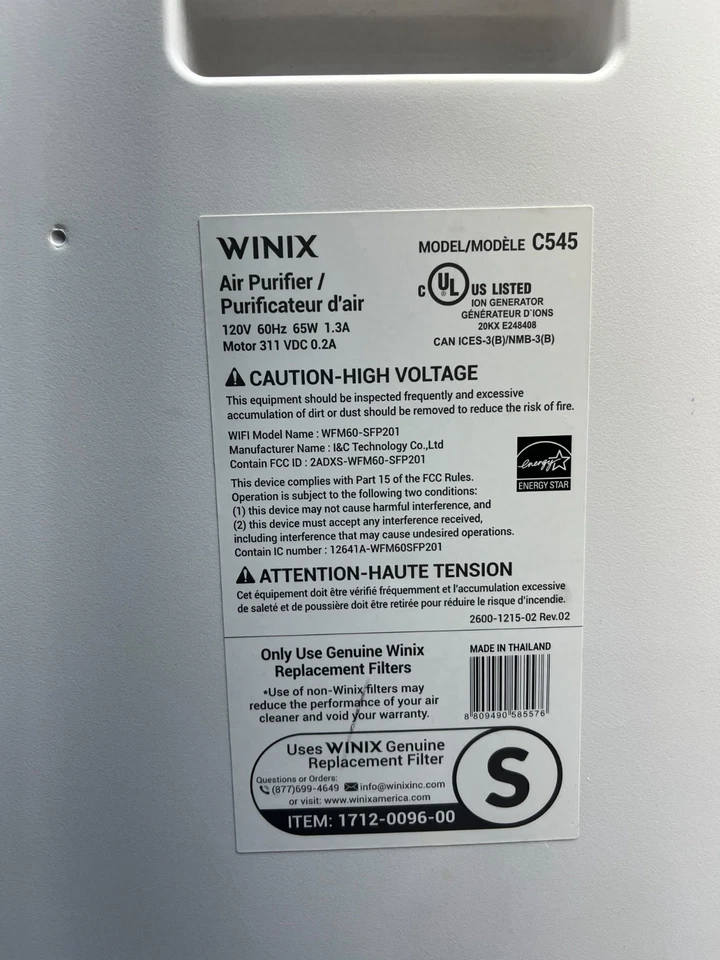 WINIX
MODEL/MODÈLE C545
Air Purifier /
Purificateur d'air
120V 60Hz 65W 1.3A
Motor 311 VDC 0.2A
C UL US LISTED
ION GENERATOR
GÉNÉRATEUR D'IONS
20KX E248408
CAN ICES-3(B)/NMB-3(B)
CAUTION-HIGH VOLTAGE
This equipment should be inspected frequently and excessive
accumulation of dirt or dust should be removed to reduce the risk of fire.
WIFI Model Name : WFM60-SFP201
Manufacturer Name : I&C Technology Co.,Ltd
Contain FCC ID : 2ADXS-WFM60-SFP201
energy
ENERGY STAR
This device complies with Part 15 of the FCC Rules.
Operation is subject to the following two conditions:
(1) this device may not cause harmful interference, and
(2) this device must accept any interference received,
including interference that may cause undesired operations.
Contain IC number : 12641A-WFM60SFP201
ATTENTION-HAUTE TENSION
Cet équipement doit être vérifié fréquemment et l'accumulation excessive
de saleté et de poussière doit être retirée pour réduire le risque d'incendie.
2600-1215-02 Rev.02
Only Use Genuine Winix
Replacement Filters
*Use of non-Winix filters may
reduce the performance of your air
cleaner and void your warranty.
MADE IN THAILAND
8 809490 585576
Uses WINIX Genuine
Replacement Filter
Questions or Orders:
(877)699-4649 info@winixinc.com
or visit: www.winixamerica.com
ITEM: 1712-0096-00
S